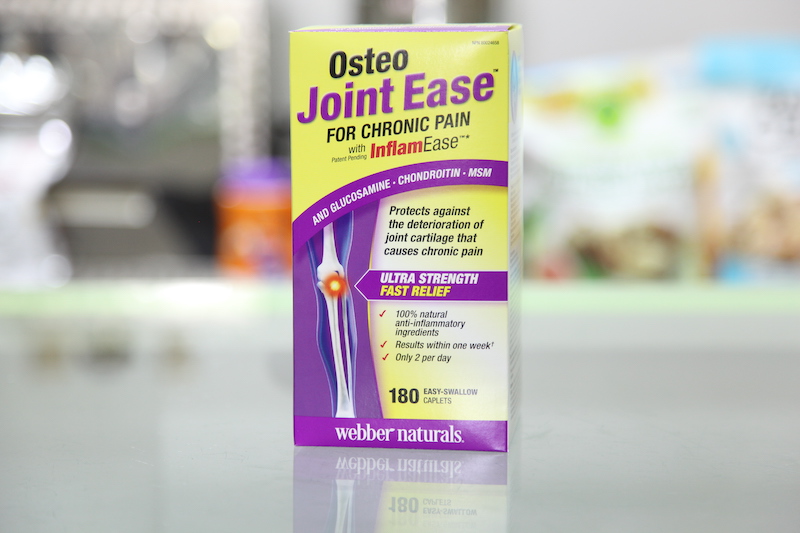 Osteo
Joint Ease™
FOR CHRONIC PAIN
with InflamEase™*
Patent Pending
AND GLUCOSAMINE · CHONDROITIN · MSM
Protects against
the deterioration of
joint cartilage that
causes chronic pain
ULTRA STRENGTH
FAST RELIEF
✓ 100% natural
anti-inflammatory
ingredients
✓ Results within one week†
✓ Only 2 per day
180 EASY-SWALLOW
CAPLETS
webber naturals.